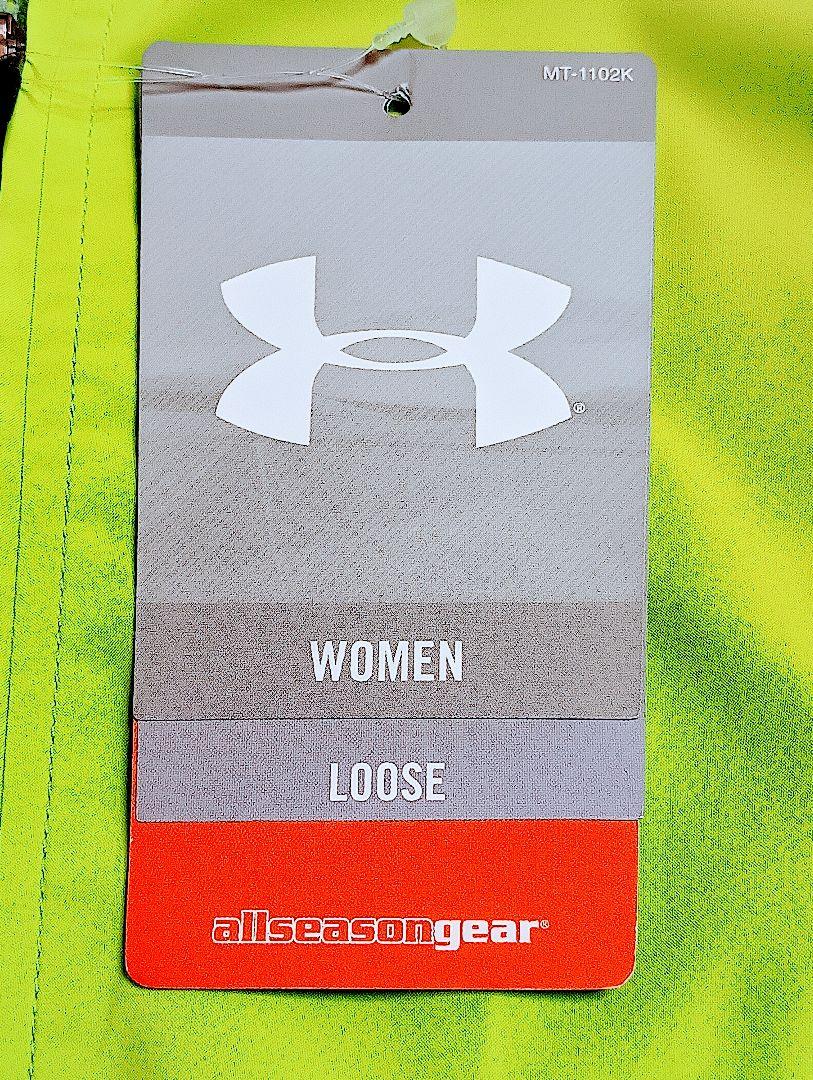 MT-1102K
®
WOMEN
LOOSE
allseasongear®